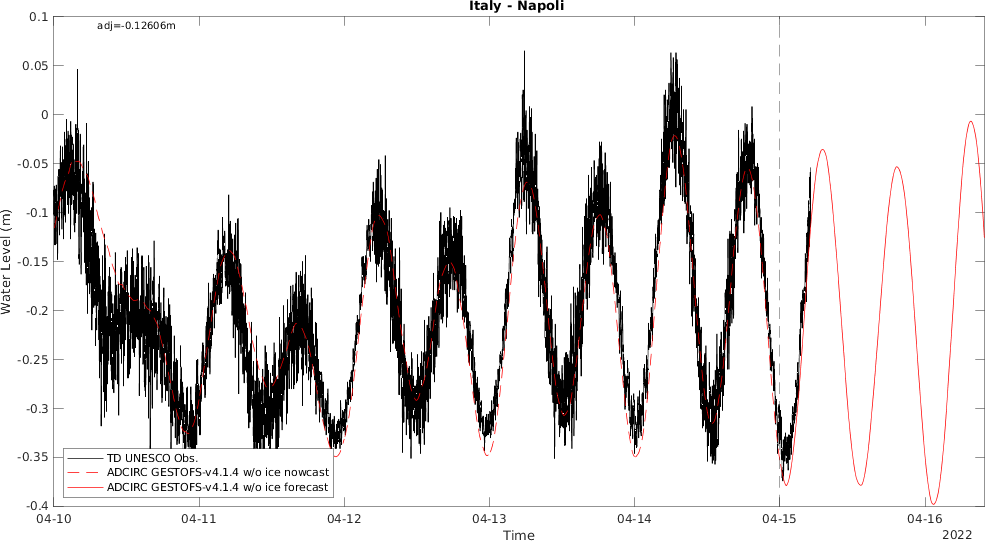 Italy - Napoli
adj=-0.12606m
0.1
0.05
0
-0.05
-0.1
-0.15
-0.2
-0.25
-0.3
-0.35
-0.4
Water Level (m)
TD UNESCO Obs.
ADCIRC GESTOFS-v4.1.4 w/o ice nowcast
ADCIRC GESTOFS-v4.1.4 w/o ice forecast
04-10 04-11 04-12 04-13 04-14 04-15 04-16
Time
2022